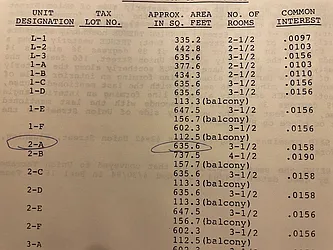 UNIT TAX APPROX. AREA NO. OF COMMON
DESIGNATION LOT NO. IN SQ. FEET ROOMS INTEREST
L-1 335.2 2-1/2 .0097
L-2 442.8 2-1/2 .0103
L-3 635.6 3-1/2 .0156
1-A 377.6 2-1/2 .0103
1-B 434.3 2-1/2 .0110
1-C 635.6 3-1/2 .0156
1-D 635.6 3-1/2 .0156
113.3(balcony)
1-E 647.5 3-1/2 .0156
156.7(balcony)
1-F 602.3 3-1/2 .0156
112.5(balcony)
2-A 635.6 3-1/2 .0158
2-B 737.5 4-1/2 .0190
157.7(balcony)
2-C 635.6 3-1/2 .0158
113.3(balcony)
2-D 635.6 3-1/2 .0158
113.3(balcony)
2-E 647.5 3-1/2 .0156
156.7(balcony)
2-F 602.3 3-1/2 .0156
112.5(balcony)
3-A